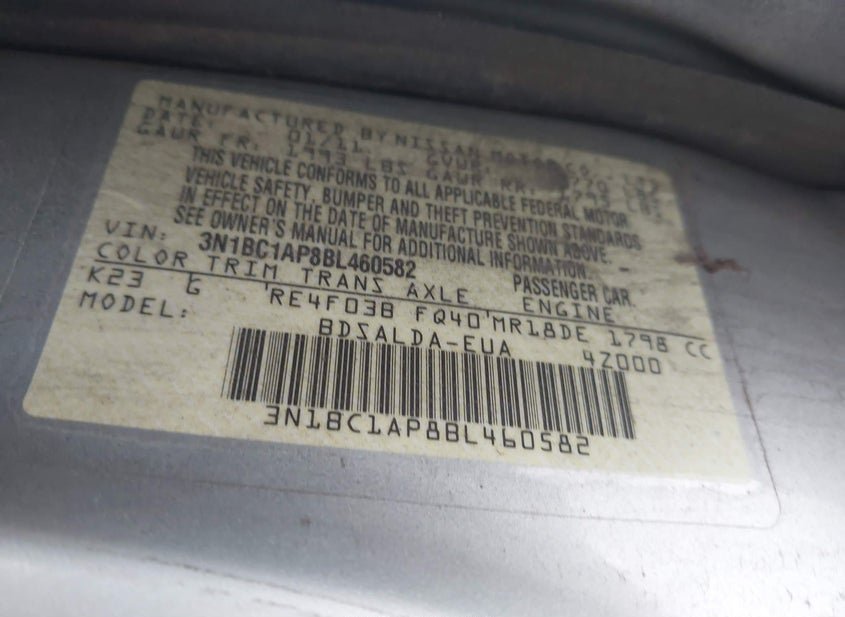 MANUFACTURED BY NISSAN MOTOR CO.,
DATE: 01/11 GVWR:
GAWR FR. 1993 LBS GAWR RR.
THIS VEHICLE CONFORMS TO ALL APPLICABLE FEDERAL MOTOR
VEHICLE SAFETY, BUMPER AND THEFT PREVENTION STANDARDS
IN EFFECT ON THE DATE OF MANUFACTURE SHOWN ABOVE.
SEE OWNER'S MANUAL FOR ADDITIONAL INFORMATION.
VIN: 3N1BC1AP8BL460582 PASSENGER CAR
COLOR TRIM TRANS AXLE ENGINE
K23 G RE4F03B FQ40 MR18DE 1798 CC
MODEL: BDSALDA-EUA 4Z000
3N1BC1AP8BL460582